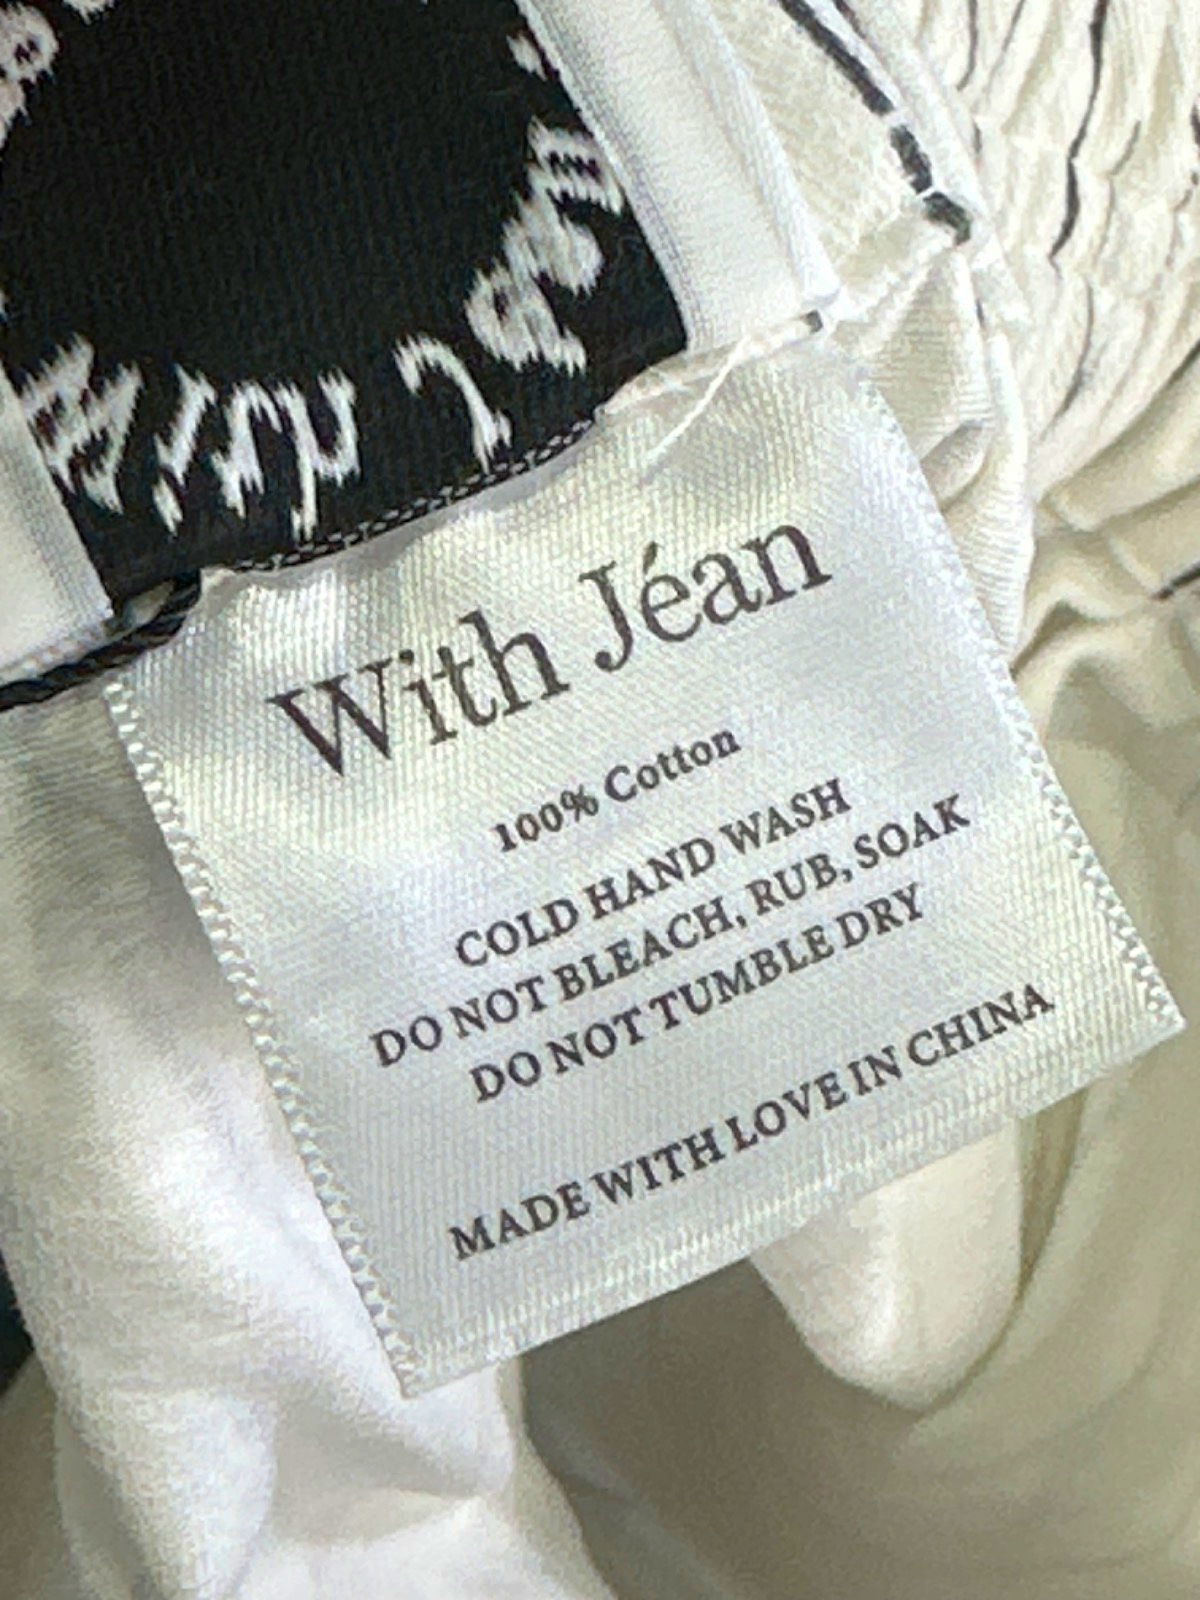 With Jéan
100% Cotton
COLD HAND WASH
DO NOT BLEACH, RUB, SOAK
DO NOT TUMBLE DRY
MADE WITH LOVE IN CHINA